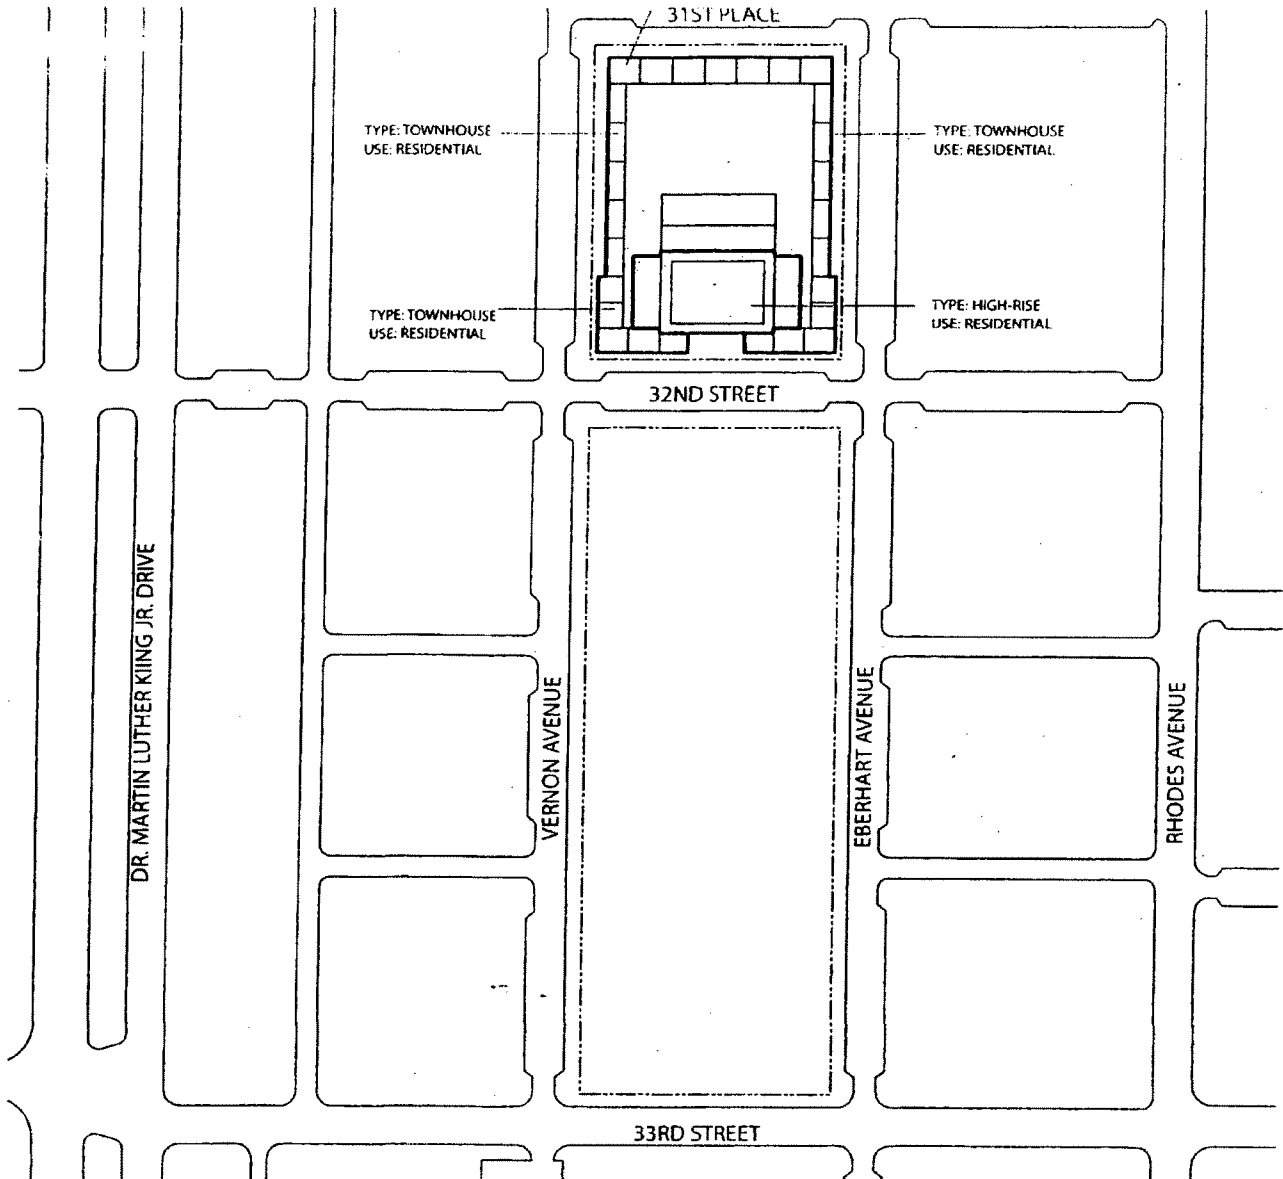 31ST PLACE
TYPE: TOWNHOUSE
USE: RESIDENTIAL
TYPE: TOWNHOUSE
USE: RESIDENTIAL
TYPE: TOWNHOUSE
USE: RESIDENTIAL
TYPE: HIGH-RISE
USE: RESIDENTIAL
32ND STREET
DR. MARTIN LUTHER KIING JR. DRIVE
VERNON AVENUE
EBERHART AVENUE
RHODES AVENUE
33RD STREET